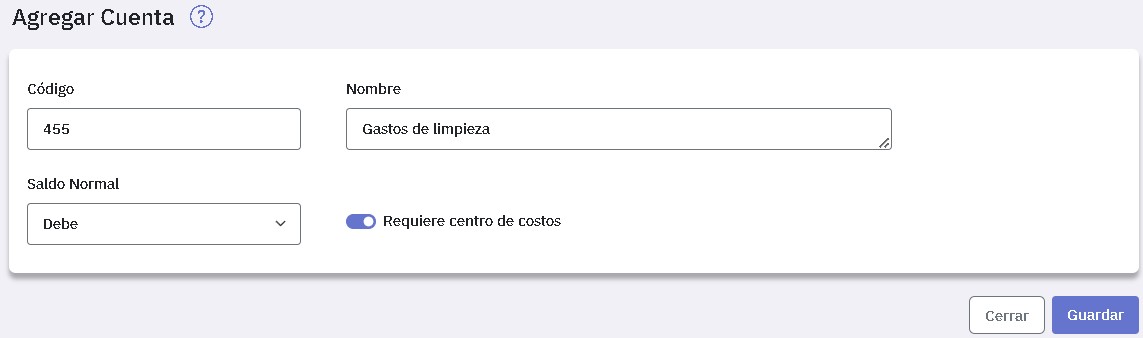 Agregar Cuenta ?
Código
Nombre
455
Gastos de limpieza
Saldo Normal
Debe
Requiere centro de costos
Cerrar
Guardar